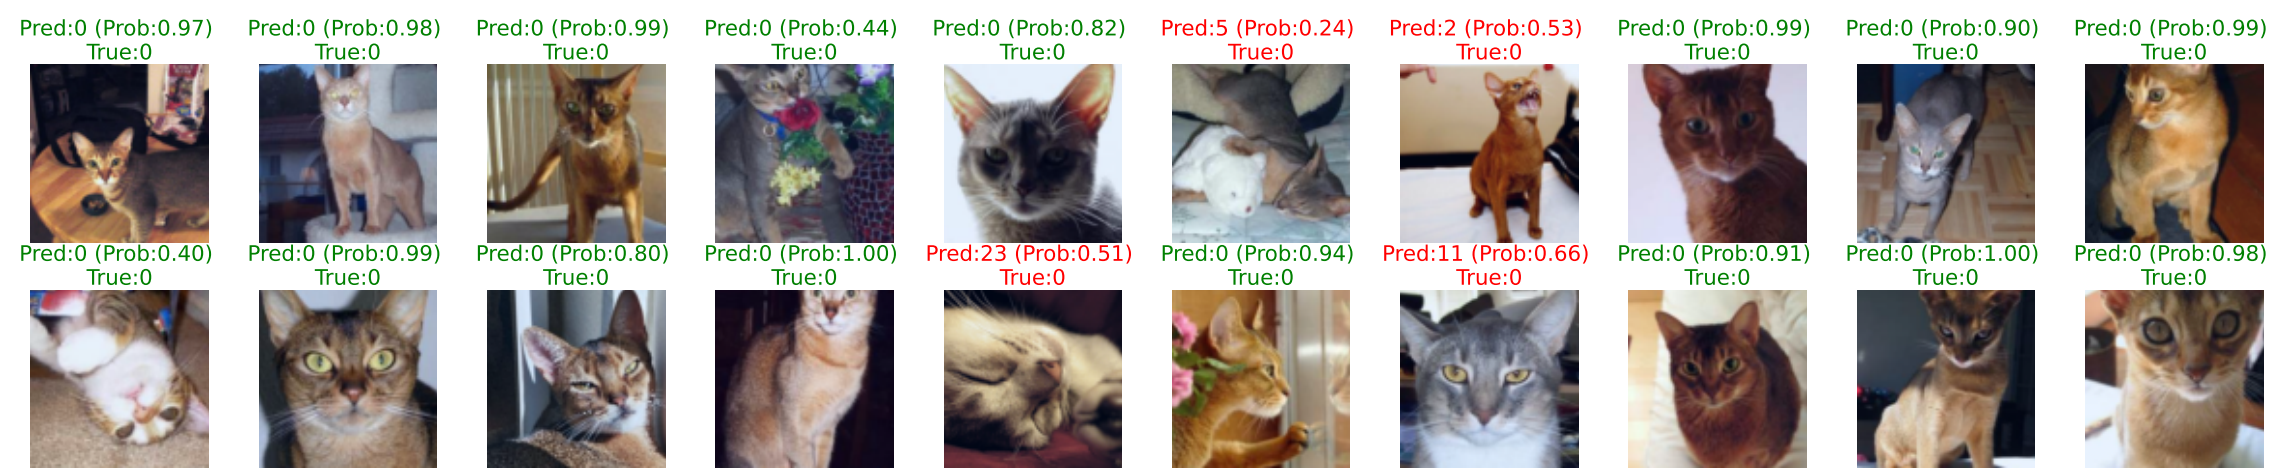 Pred:0 (Prob:0.97) Pred:0 (Prob:0.98) Pred:0 (Prob:0.99) Pred:0 (Prob:0.44) Pred:0 (Prob:0.82) Pred:5 (Prob:0.24) Pred:2 (Prob:0.53) Pred:0 (Prob:0.99) Pred:0 (Prob:0.90) Pred:0 (Prob:0.99)
True:0 True:0 True:0 True:0 True:0 True:0 True:0 True:0 True:0 True:0
Pred:0 (Prob:0.40) Pred:0 (Prob:0.99) Pred:0 (Prob:0.80) Pred:0 (Prob:1.00) Pred:23 (Prob:0.51) Pred:0 (Prob:0.94) Pred:11 (Prob:0.66) Pred:0 (Prob:0.91) Pred:0 (Prob:1.00) Pred:0 (Prob:0.98)
True:0 True:0 True:0 True:0 True:0 True:0 True:0 True:0 True:0 True:0